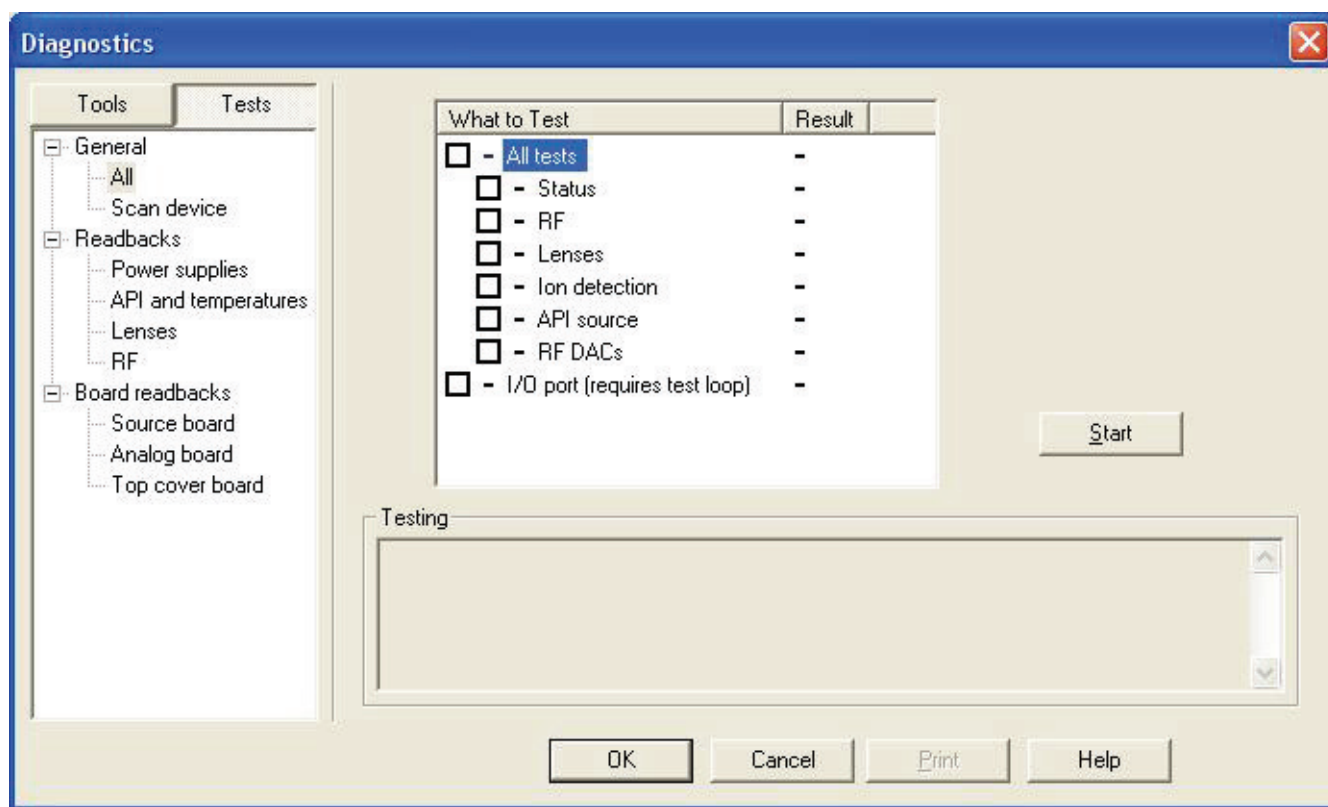 Diagnostics
Tools Tests
General
All
Scan device
Readbacks
Power supplies
API and temperatures
Lenses
RF
Board readbacks
Source board
Analog board
Top cover board
What to Test Result
- All tests -
- Status -
- RF -
- Lenses -
- Ion detection -
- API source -
- RF DACs -
- I/O port (requires test loop) -
Start
Testing
OK Cancel Print Help